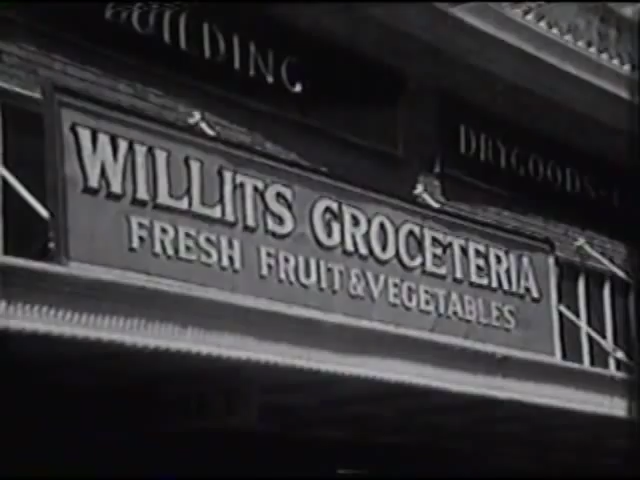 BUILDING
DRYGOODS
WILLITS GROCETERIA
FRESH FRUIT & VEGETABLES